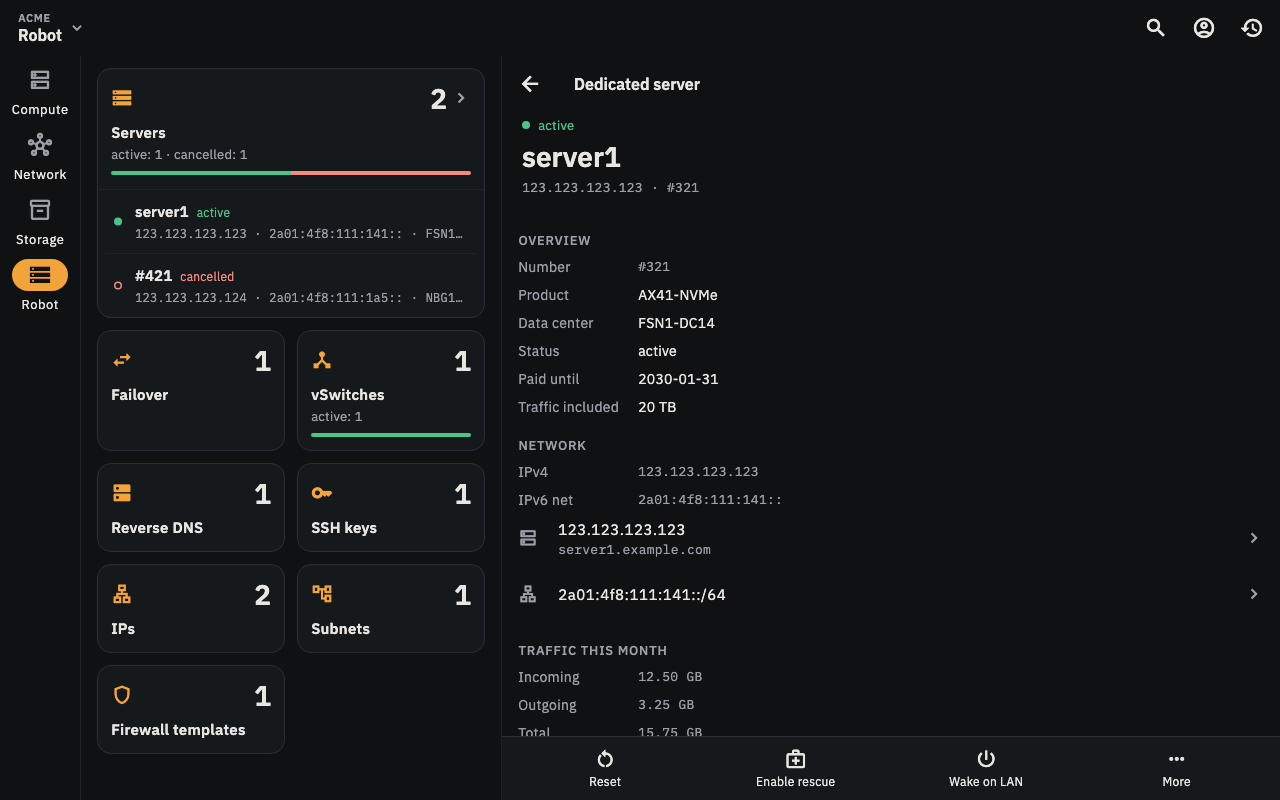 ACME
Robot
Compute
Network
Storage
Robot
2
Servers
active: 1 · cancelled: 1
server1 active
123.123.123.123 · 2a01:4f8:111:141:: · FSN1…
#421 cancelled
123.123.123.124 · 2a01:4f8:111:1a5:: · NBG1…
1
Failover
1
vSwitches
active: 1
1
Reverse DNS
1
SSH keys
2
IPs
1
Subnets
1
Firewall templates
Dedicated server
active
server1
123.123.123.123 · #321
OVERVIEW
Number #321
Product AX41-NVMe
Data center FSN1-DC14
Status active
Paid until 2030-01-31
Traffic included 20 TB
NETWORK
IPv4 123.123.123.123
IPv6 net 2a01:4f8:111:141::
123.123.123.123
server1.example.com
2a01:4f8:111:141::/64
TRAFFIC THIS MONTH
Incoming 12.50 GB
Outgoing 3.25 GB
Total 15.75 GB
Reset
Enable rescue
Wake on LAN
More